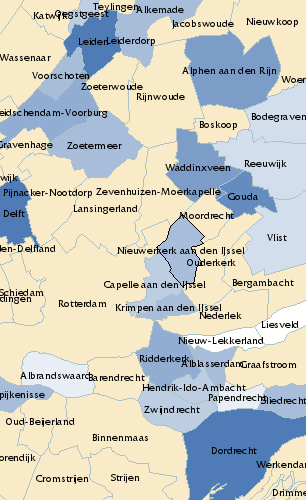 Teylingen
Katwijk
Oegstgeest
Alkemade
Jacobswoude
Nieuwkoop
Leiden
Leiderdorp
Wassenaar
Alphen aan den Rijn
Voorschoten
Zoeterwoude
Woer
Rijnwoude
eidschendam-Voorburg
Bodegraven
Boskoop
Gravenhage
Zoetermeer
Waddinxveen
Reeuwijk
wijk
Pijnacker-Nootdorp
Zevenhuizen-Moerkapelle
Gouda
Lansingerland
Delft
Moordrecht
Vlist
en-Delfland
Nieuwerkerk aan den IJssel
Ouderkerk
Capelle aan den IJssel
Bergambacht
Schiedam
dingen
Rotterdam
Krimpen aan den IJssel
Nederlek
Liesveld
Nieuw-Lekkerland
Ridderkerk
Alblasserdam
Graafstroom
Albrandswaard
Barendrecht
Hendrik-Ido-Ambacht
pijkenisse
Papendrecht
Sliedrecht
Zwijndrecht
Oud-Beijerland
Binnenmaas
Dordrecht
orendijk
Werkendam
Cromstrijen
Strijen
Drimme